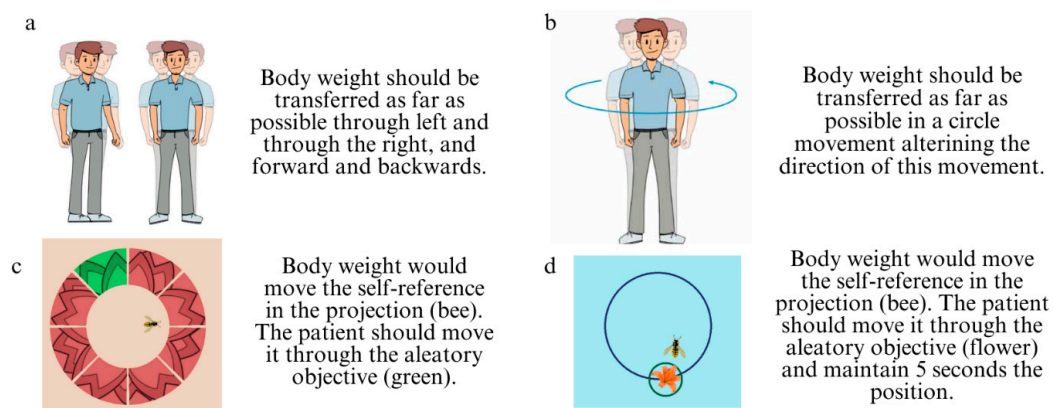 a
Body weight should be
transferred as far as
possible through left and
through the right, and
forward and backwards.
b
Body weight should be
transferred as far as
possible in a circle
movement alterining the
direction of this movement.
c
Body weight would
move the self-reference
in the projection (bee).
The patient should move
it through the aleatory
objective (green).
d
Body weight would move
the self-reference in the
projection (bee). The patient
should move it through the
aleatory objective (flower)
and maintain 5 seconds the
position.